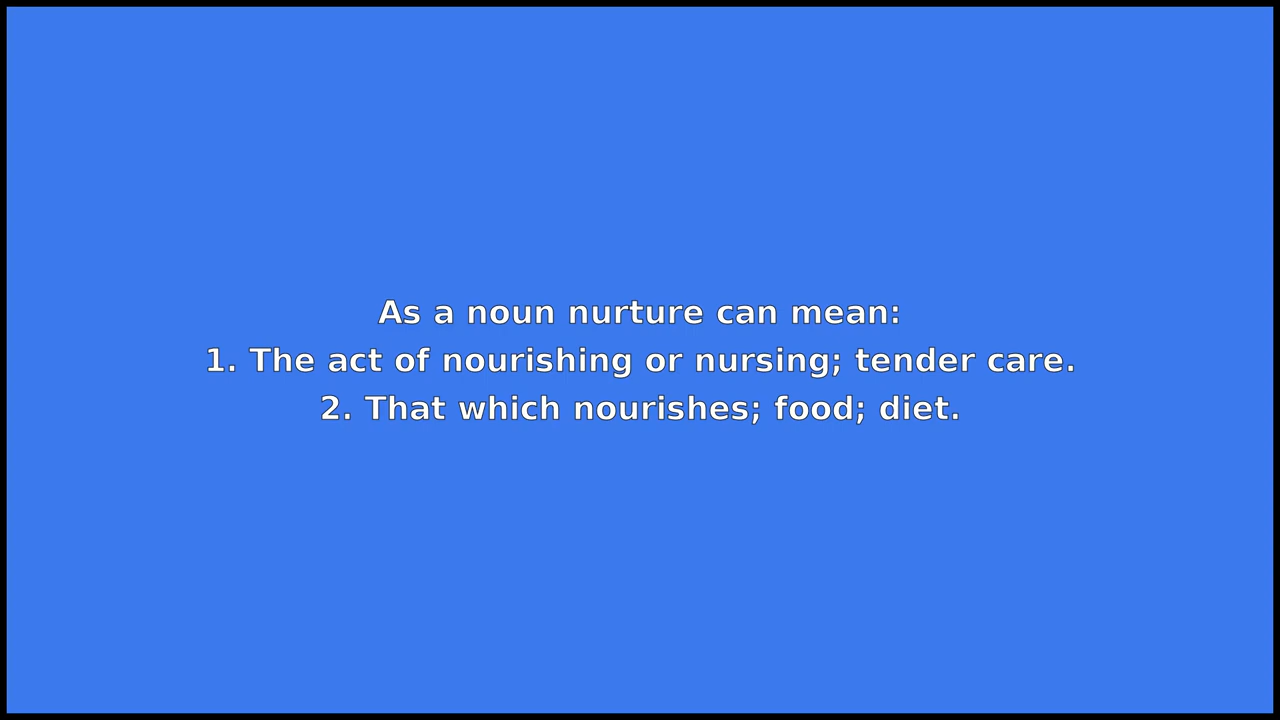 As a noun nurture can mean:
1. The act of nourishing or nursing; tender care.
2. That which nourishes; food; diet.